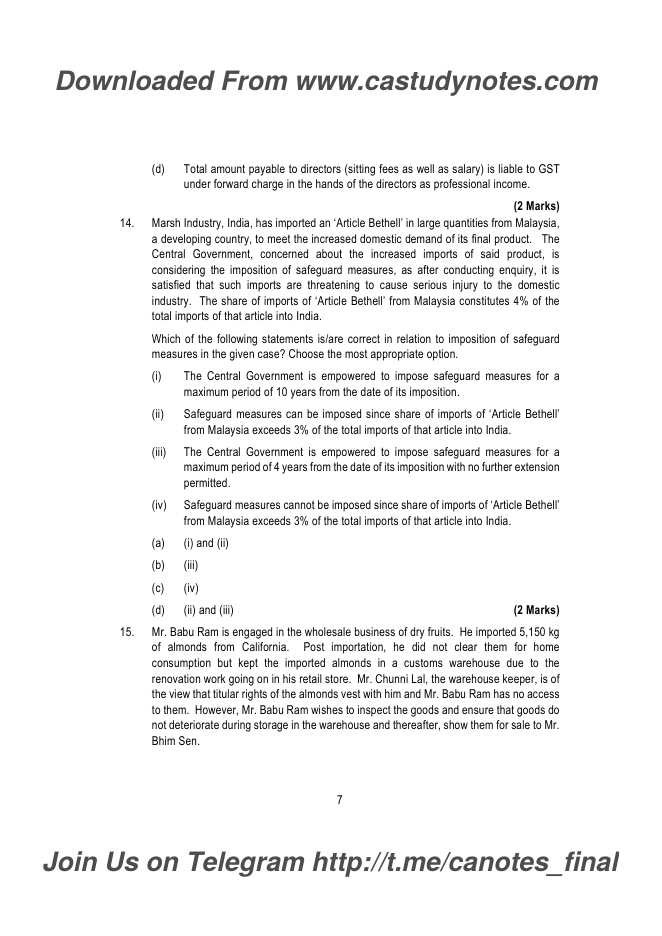 Downloaded From www.castudynotes.com
(d) Total amount payable to directors (sitting fees as well as salary) is liable to GST
under forward charge in the hands of the directors as professional income.
(2 Marks)
14. Marsh Industry, India, has imported an ‘Article Bethell’ in large quantities from Malaysia,
a developing country, to meet the increased domestic demand of its final product. The
Central Government, concerned about the increased imports of said product, is
considering the imposition of safeguard measures, as after conducting enquiry, it is
satisfied that such imports are threatening to cause serious injury to the domestic
industry. The share of imports of ‘Article Bethell’ from Malaysia constitutes 4% of the
total imports of that article into India.
Which of the following statements is/are correct in relation to imposition of safeguard
measures in the given case? Choose the most appropriate option.
(i) The Central Government is empowered to impose safeguard measures for a
maximum period of 10 years from the date of its imposition.
(ii) Safeguard measures can be imposed since share of imports of ‘Article Bethell’
from Malaysia exceeds 3% of the total imports of that article into India.
(iii) The Central Government is empowered to impose safeguard measures for a
maximum period of 4 years from the date of its imposition with no further extension
permitted.
(iv) Safeguard measures cannot be imposed since share of imports of ‘Article Bethell’
from Malaysia exceeds 3% of the total imports of that article into India.
(a) (i) and (ii)
(b) (iii)
(c) (iv)
(d) (ii) and (iii) (2 Marks)
15. Mr. Babu Ram is engaged in the wholesale business of dry fruits. He imported 5,150 kg
of almonds from California. Post importation, he did not clear them for home
consumption but kept the imported almonds in a customs warehouse due to the
renovation work going on in his retail store. Mr. Chunni Lal, the warehouse keeper, is of
the view that titular rights of the almonds vest with him and Mr. Babu Ram has no access
to them. However, Mr. Babu Ram wishes to inspect the goods and ensure that goods do
not deteriorate during storage in the warehouse and thereafter, show them for sale to Mr.
Bhim Sen.
7
Join Us on Telegram http://t.me/canotes_final